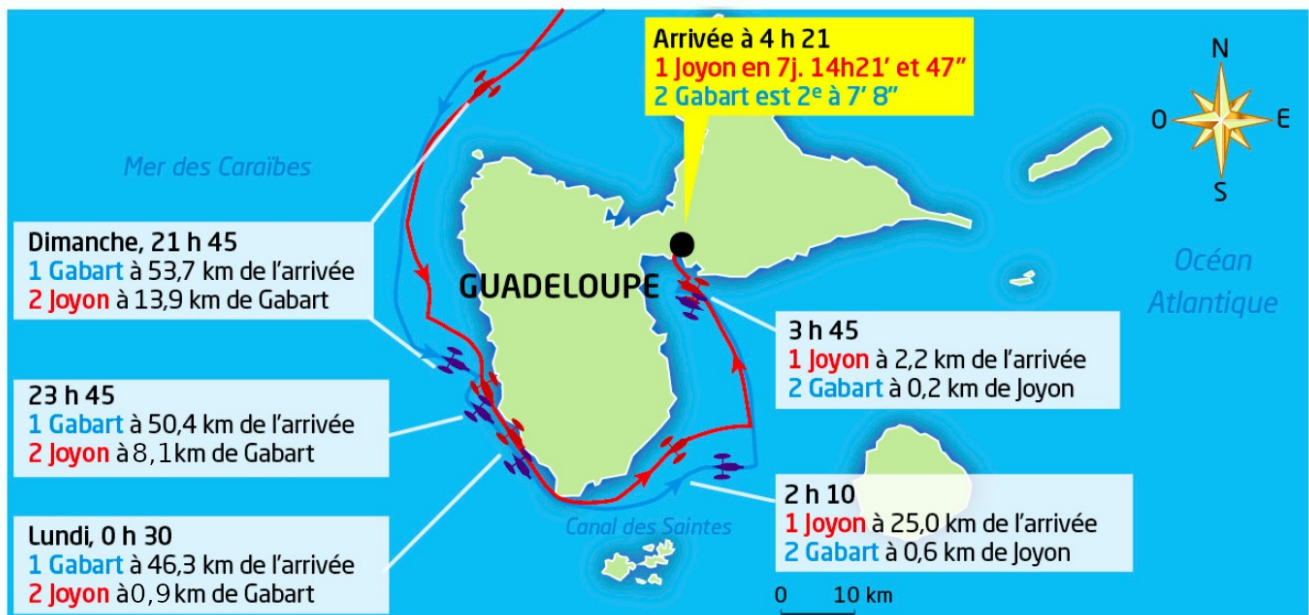 Arrivée à 4 h 21
1 Joyon en 7j. 14h21’ et 47”
2 Gabart est 2e à 7’ 8”
N
O
E
S
Mer des Caraïbes
Dimanche, 21 h 45
1 Gabart à 53,7 km de l’arrivée
2 Joyon à 13,9 km de Gabart
GUADELOUPE
Océan
Atlantique
3 h 45
1 Joyon à 2,2 km de l’arrivée
2 Gabart à 0,2 km de Joyon
23 h 45
1 Gabart à 50,4 km de l’arrivée
2 Joyon à 8,1km de Gabart
2 h 10
1 Joyon à 25,0 km de l’arrivée
2 Gabart à 0,6 km de Joyon
Canal des Saintes
Lundi, 0 h 30
1 Gabart à 46,3 km de l’arrivée
2 Joyon à 0,9 km de Gabart
0 10 km